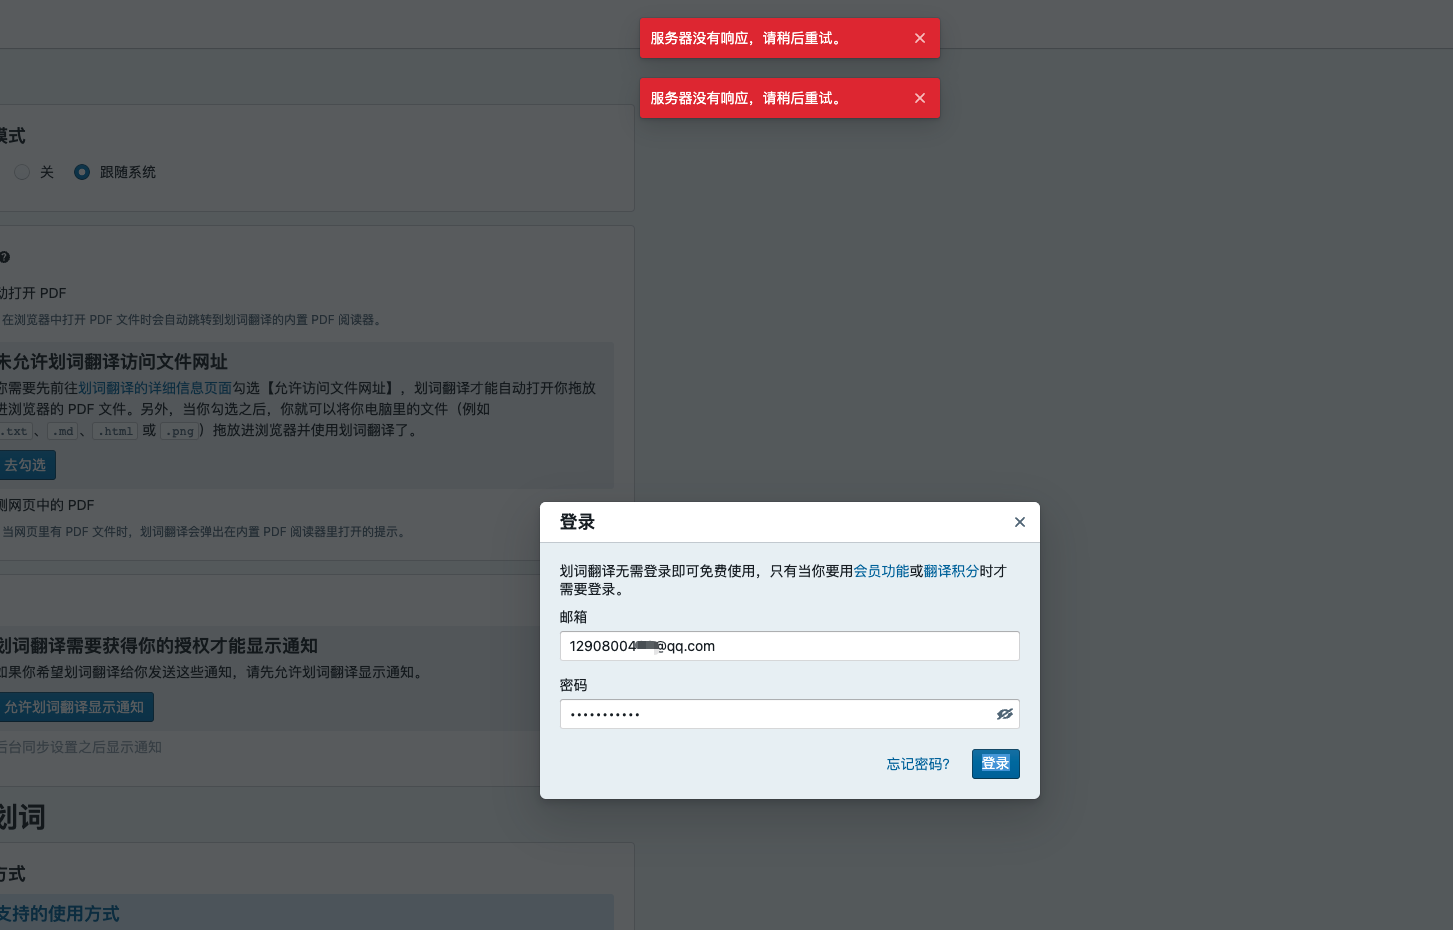 服务器没有响应，请稍后重试。
服务器没有响应，请稍后重试。
模式
关
跟随系统
动打开 PDF
在浏览器中打开 PDF 文件时会自动跳转到划词翻译的内置 PDF 阅读器。
未允许划词翻译访问文件网址
你需要先前往划词翻译的详细信息页面勾选【允许访问文件网址】，划词翻译才能自动打开你拖放
进浏览器的 PDF 文件。另外，当你勾选之后，你就可以将你电脑里的文件（例如
.txt、.md、.html 或 .png）拖放进浏览器并使用划词翻译了。
去勾选
测网页中的 PDF
当网页里有 PDF 文件时，划词翻译会弹出在内置 PDF 阅读器里打开的提示。
划词翻译需要获得你的授权才能显示通知
如果你希望划词翻译给你发送这些通知，请先允许划词翻译显示通知。
允许划词翻译显示通知
后台同步设置之后显示通知
划词
方式
支持的使用方式
登录
划词翻译无需登录即可免费使用，只有当你要用会员功能或翻译积分时才
需要登录。
邮箱
12908004 @qq.com
密码
忘记密码?
登录